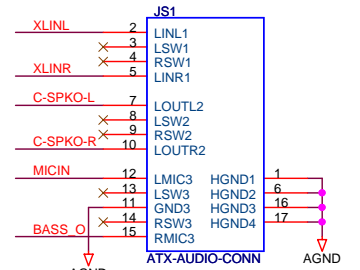 JS1
XLINL 2 LINL1
3 LSW1
4 RSW1
XLINR 5 LINR1
C-SPKO-L 7 LOUTL2
8 LSW2
9 RSW2
C-SPKO-R 10 LOUTR2
MICIN 12 LMIC3 HGND1 1
13 LSW3 HGND2 6
11 GND3 HGND3 16
14 RSW3 HGND4 17
BASS_O 15 RMIC3
ATX-AUDIO-CONN AGND
AGND